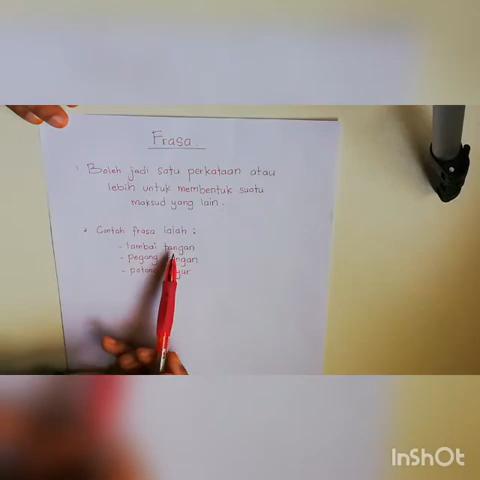 Frasa.
Boleh jadi satu perkataan atau
lebih untuk membentuk suatu
maksud yang lain.
* Contoh frasa ialah :
- lambai tangan
- pegang
- 
InShOt